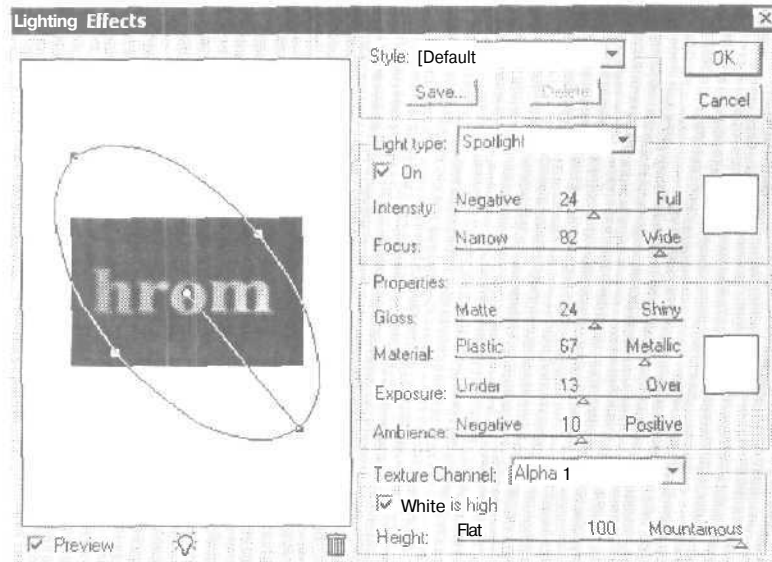 Lighting Effects
Style: [Default
OK
Save...
Delete
Cancel
Light type: Spotlight
On
Intensity: Negative 24 Full
Focus: Narrow 82 Wide
hrom
Properties:
Gloss: Matte 24 Shiny
Material: Plastic 67 Metallic
Exposure: Under 13 Over
Ambience: Negative 10 Positive
Texture Channel: Alpha 1
White is high
Height: Flat 100 Mountainous
Preview